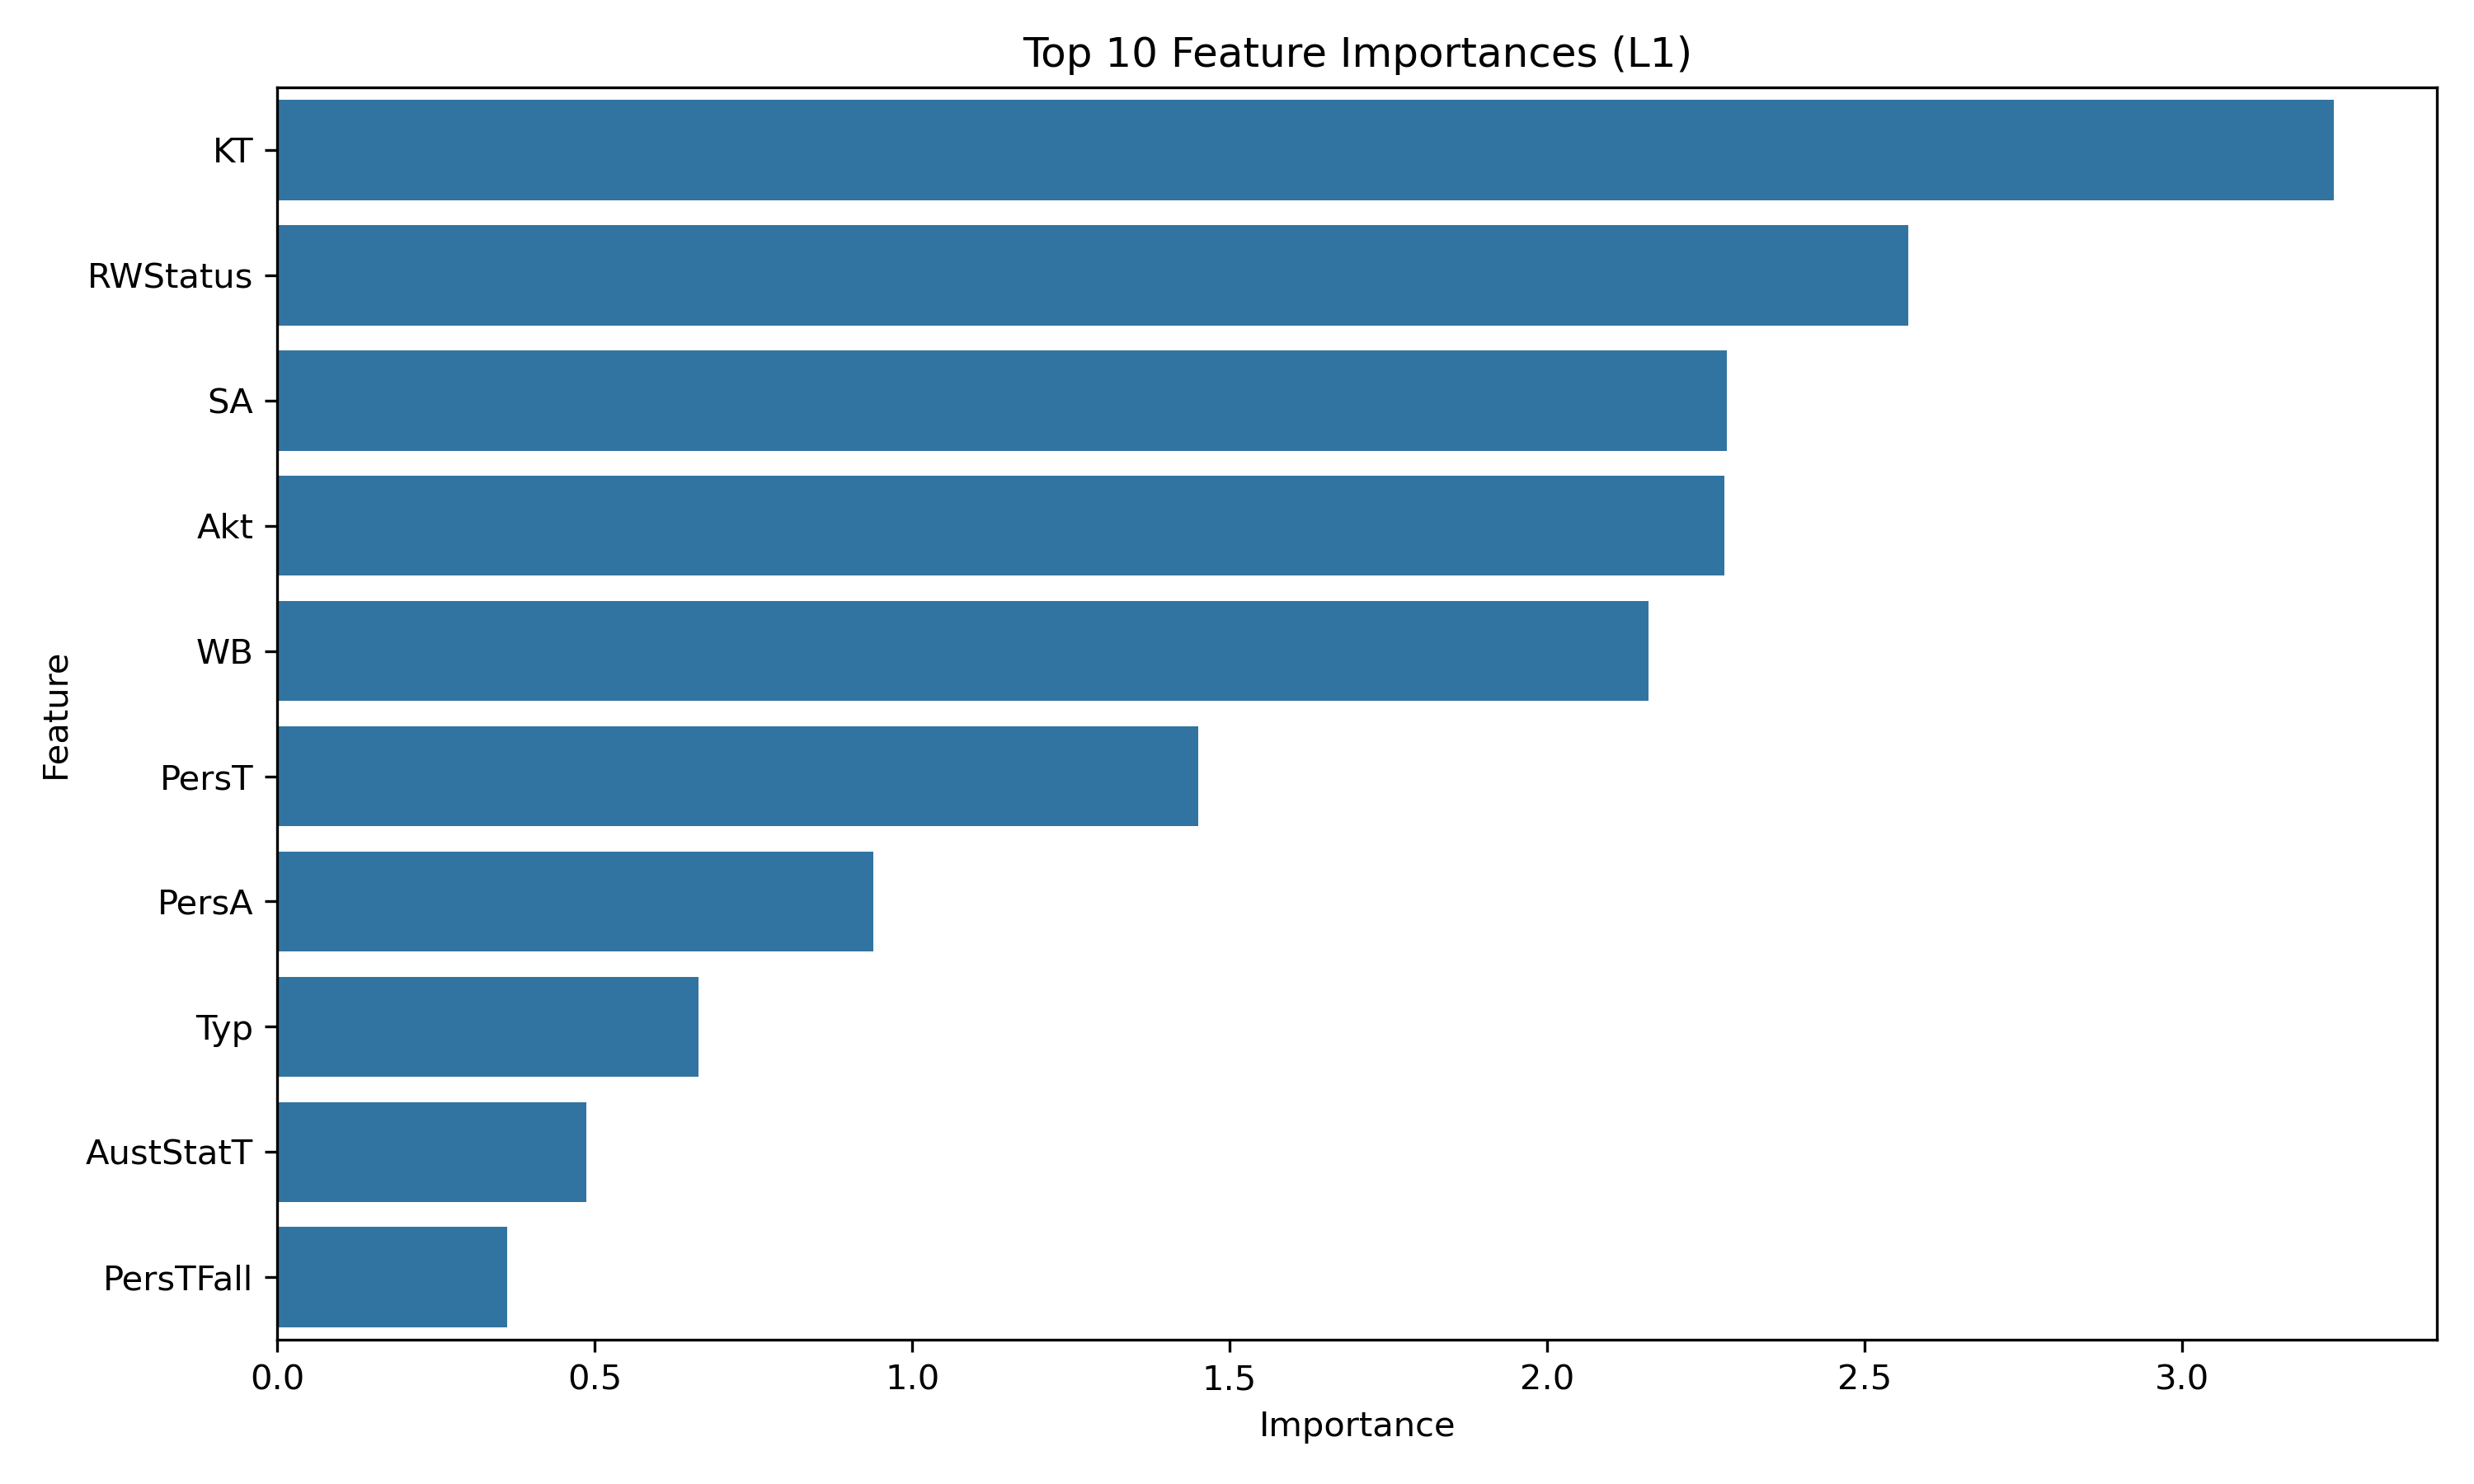 Top 10 Feature Importances (L1)
KT
RWStatus
SA
Akt
WB
PersT
PersA
Typ
AustStatT
PersTFall
Feature
0.0 0.5 1.0 1.5 2.0 2.5 3.0
Importance